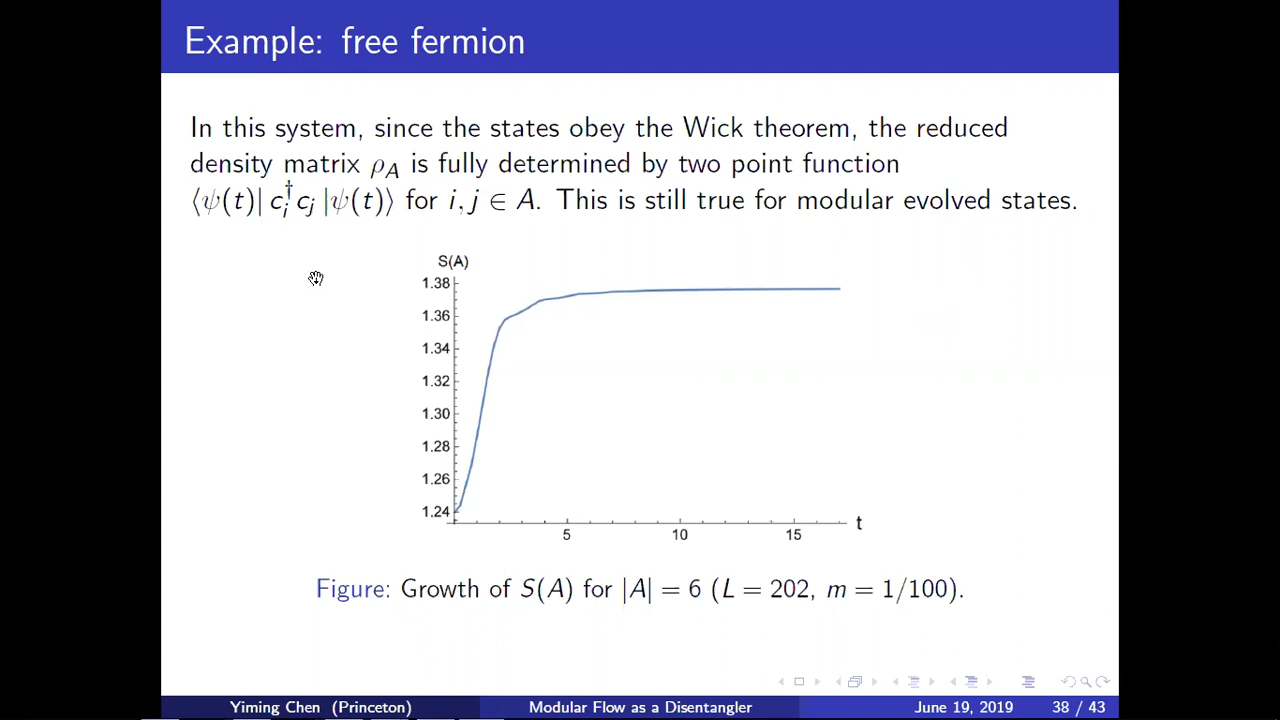 Example: free fermion
In this system, since the states obey the Wick theorem, the reduced
density matrix ρ_A is fully determined by two point function
⟨ψ(t)| c_i^† c_j |ψ(t)⟩ for i, j ∈ A. This is still true for modular evolved states.
S(A)
1.38
1.36
1.34
1.32
1.30
1.28
1.26
1.24
5 10 15 t
Figure: Growth of S(A) for |A| = 6 (L = 202, m = 1/100).
Yiming Chen (Princeton) Modular Flow as a Disentangler June 19, 2019 38 / 43